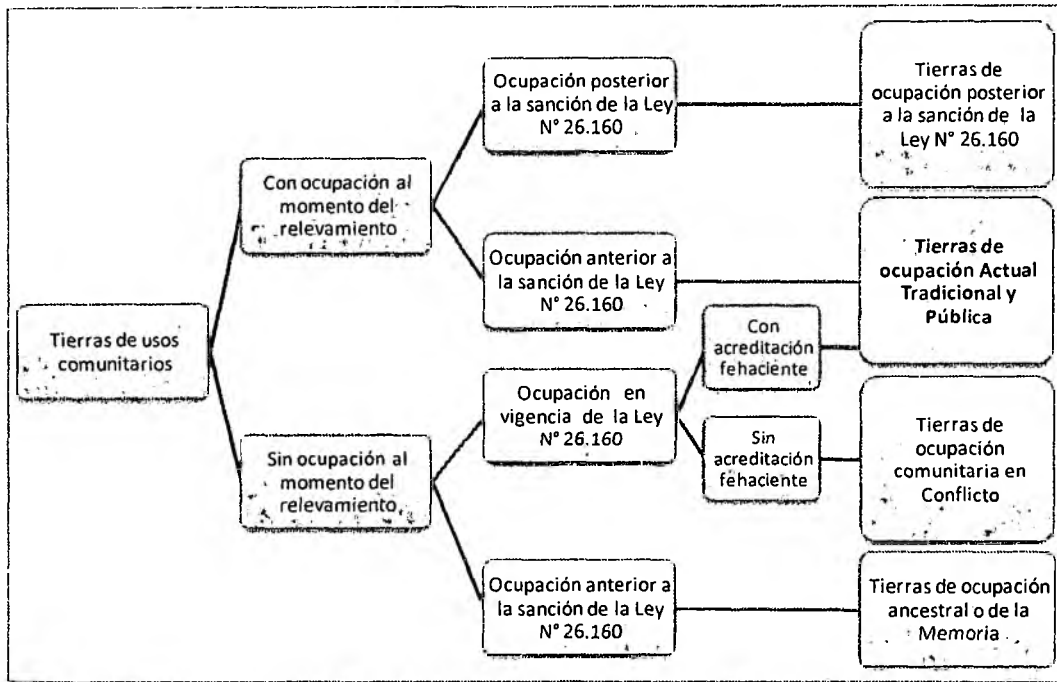 Tierras de usos
comunitarios
Con ocupación al
momento del
relevamiento
Sin ocupación al
momento del
relevamiento
Ocupación posterior
a la sanción de la Ley
N° 26.160
Ocupación anterior a
la sanción de la Ley
N° 26.160
Ocupación en
vigencia de la Ley
N° 26.160
Ocupación anterior a
la sanción de la Ley
N° 26.160
Con
acreditación
fehaciente
Sin
acreditación
fehaciente
Tierras de
ocupación posterior
a la sanción de la
Ley N° 26.160
Tierras de
ocupación Actual
Tradicional y
Pública
Tierras de
ocupación
comunitaria en
Conflicto
Tierras de ocupación
ancestral o de la
Memoria